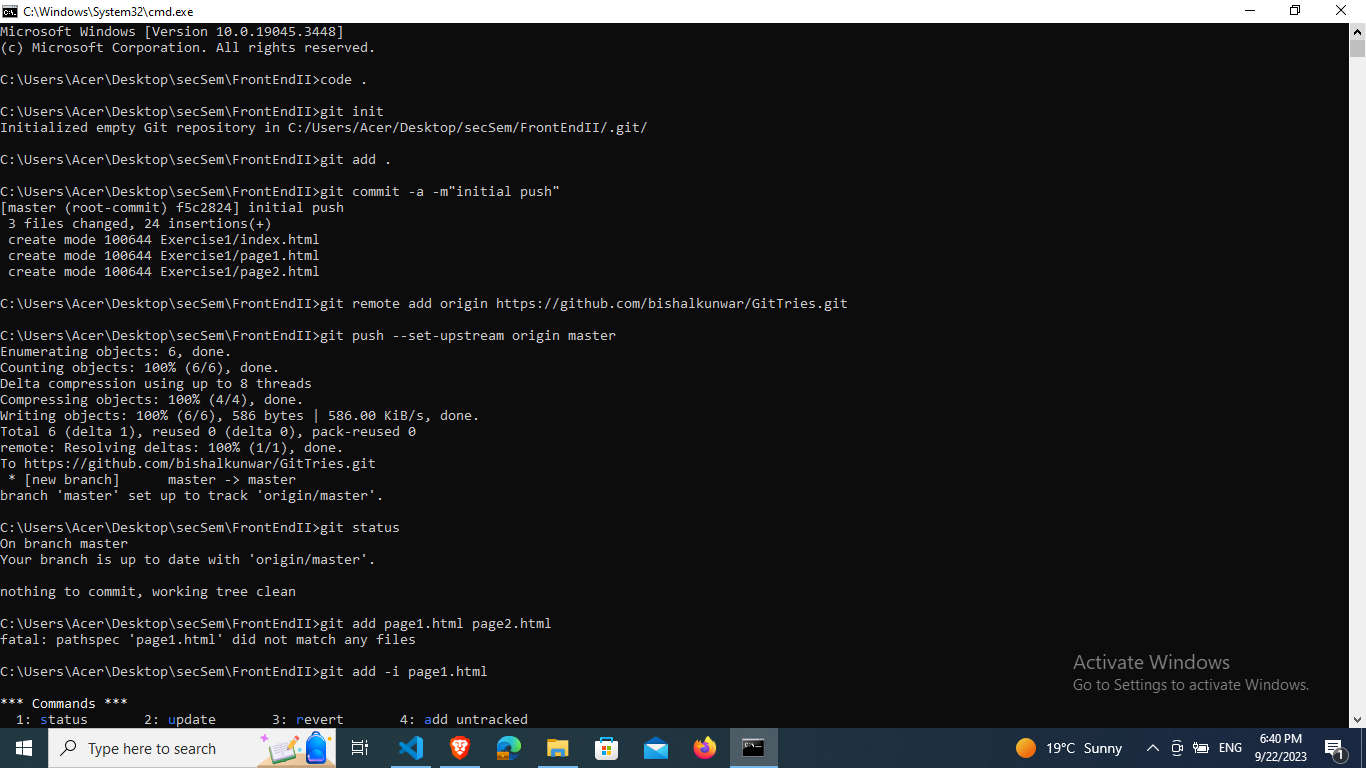 C:\Windows\System32\cmd.exe
Microsoft Windows [Version 10.0.19045.3448]
(c) Microsoft Corporation. All rights reserved.
C:\Users\Acer\Desktop\secSem\FrontEndII>code .
C:\Users\Acer\Desktop\secSem\FrontEndII>git init
Initialized empty Git repository in C:/Users/Acer/Desktop/secSem/FrontEndII/.git/
C:\Users\Acer\Desktop\secSem\FrontEndII>git add .
C:\Users\Acer\Desktop\secSem\FrontEndII>git commit -a -m"initial push"
[master (root-commit) f5c2824] initial push
 3 files changed, 24 insertions(+)
 create mode 100644 Exercise1/index.html
 create mode 100644 Exercise1/page1.html
 create mode 100644 Exercise1/page2.html
C:\Users\Acer\Desktop\secSem\FrontEndII>git remote add origin https://github.com/bishalkunwar/GitTries.git
C:\Users\Acer\Desktop\secSem\FrontEndII>git push --set-upstream origin master
Enumerating objects: 6, done.
Counting objects: 100% (6/6), done.
Delta compression using up to 8 threads
Compressing objects: 100% (4/4), done.
Writing objects: 100% (6/6), 586 bytes | 586.00 KiB/s, done.
Total 6 (delta 1), reused 0 (delta 0), pack-reused 0
remote: Resolving deltas: 100% (1/1), done.
To https://github.com/bishalkunwar/GitTries.git
 * [new branch]      master -> master
branch 'master' set up to track 'origin/master'.
C:\Users\Acer\Desktop\secSem\FrontEndII>git status
On branch master
Your branch is up to date with 'origin/master'.
nothing to commit, working tree clean
C:\Users\Acer\Desktop\secSem\FrontEndII>git add page1.html page2.html
fatal: pathspec 'page1.html' did not match any files
C:\Users\Acer\Desktop\secSem\FrontEndII>git add -i page1.html
*** Commands ***
  1: status       2: update       3: revert       4: add untracked
Activate Windows
Go to Settings to activate Windows.
Type here to search
19°C Sunny
ENG
6:40 PM
9/22/2023
1